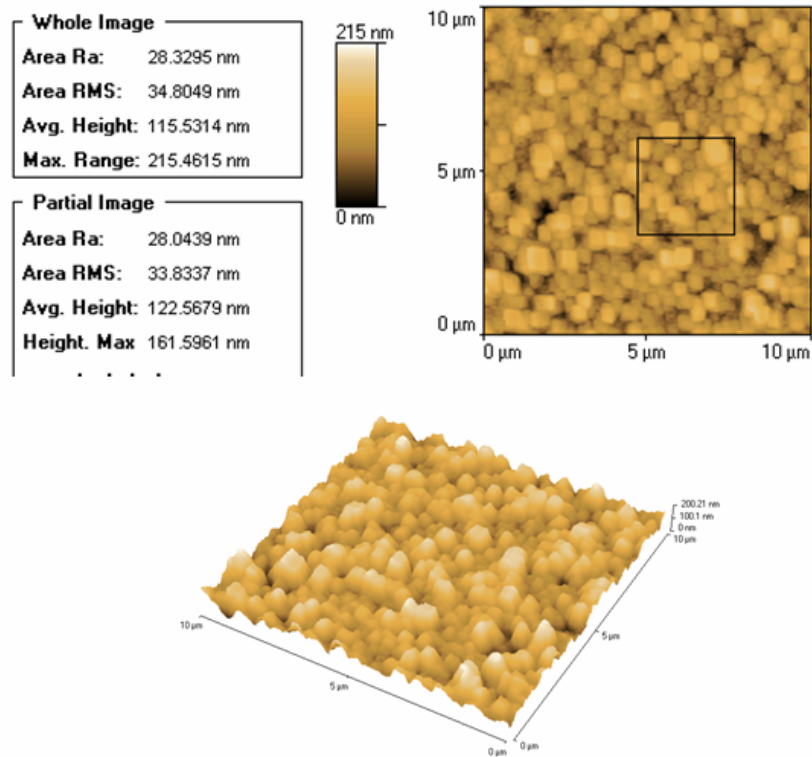 Whole Image
Area Ra: 28.3295 nm
Area RMS: 34.8049 nm
Avg. Height: 115.5314 nm
Max. Range: 215.4615 nm
Partial Image
Area Ra: 28.0439 nm
Area RMS: 33.8337 nm
Avg. Height: 122.5679 nm
Height. Max 161.5961 nm
215 nm
0 nm
10 µm
5 µm
0 µm
0 µm 5 µm 10 µm
200.21 nm
100.1 nm
0 nm
10 µm
5 µm
0 µm
10 µm
5 µm
0 µm